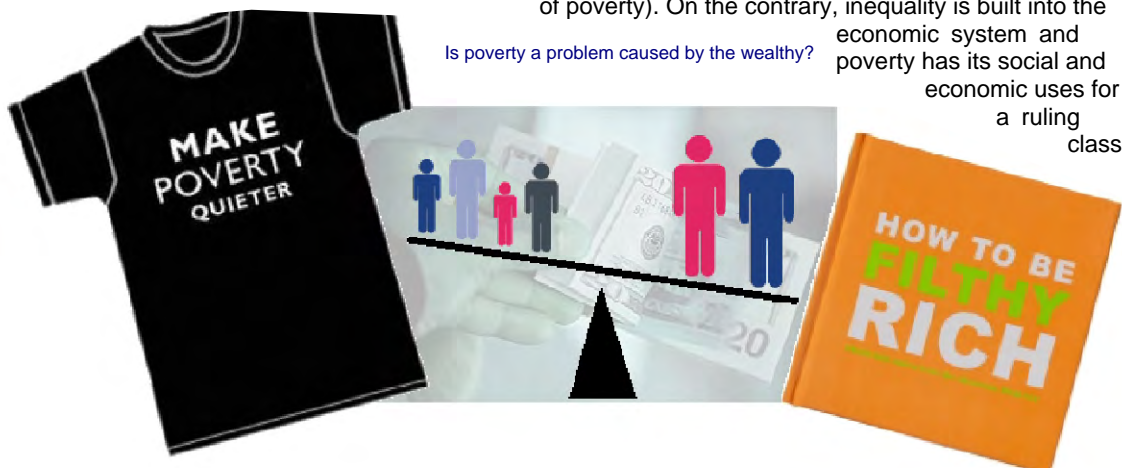 of poverty). On the contrary, inequality is built into the
economic system and
poverty has its social and
economic uses for
a ruling
class
Is poverty a problem caused by the wealthy?
MAKE
POVERTY
QUIETER
20
20
HOW TO BE
FILTHY
RICH